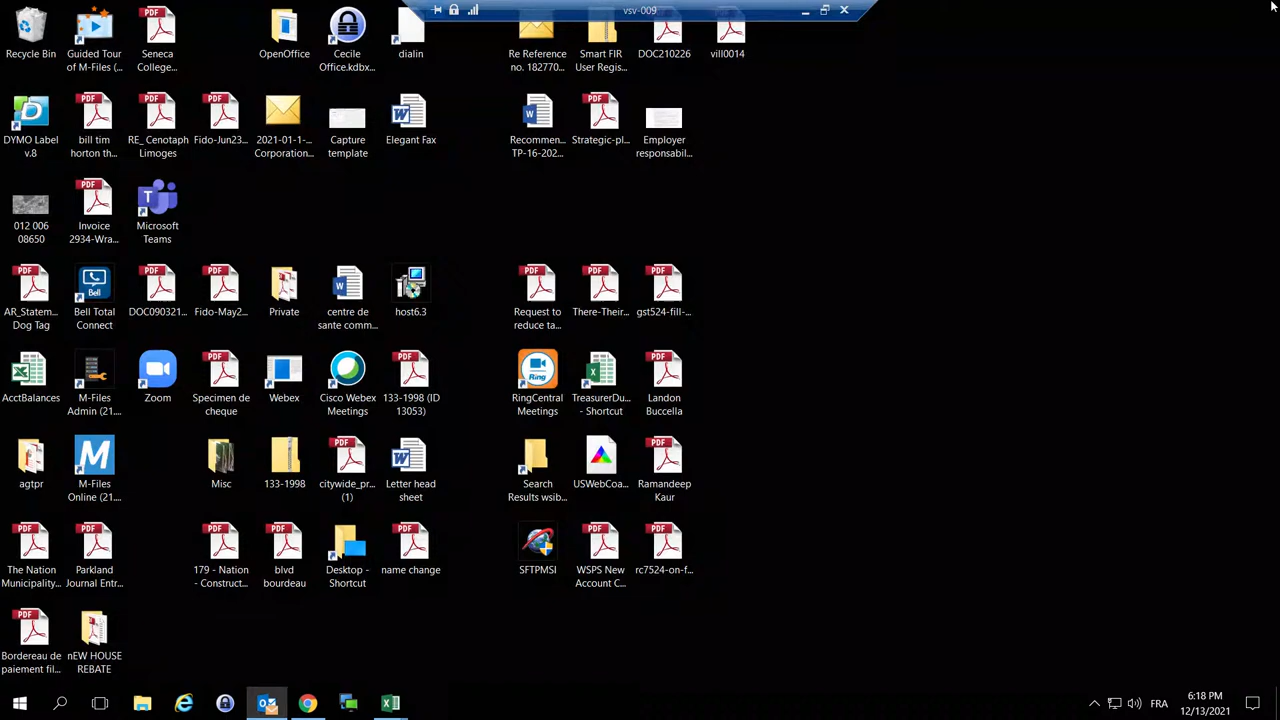 vsv-009
Recycle Bin
Guided Tour
of M-Files (...
Seneca
College...
OpenOffice
Cecile
Office.kdbx...
dialin
Re Reference
no. 182770...
Smart FIR
User Regis...
DOC210226
vill0014
DYMO Label
v.8
bill tim
horton th...
RE_ Cenotaph
Limoges
Fido-Jun23...
2021-01-1-...
Corporation...
Capture
template
Elegant Fax
Recommen...
TP-16-202...
Strategic-pl...
Employer
responsabil...
012 006
08650
Invoice
2934-Wra...
Microsoft
Teams
AR_Statem...
Dog Tag
Bell Total
Connect
DOC090321...
Fido-May2...
Private
centre de
sante comm...
host6.3
Request to
reduce ta...
There-Their...
gst524-fill-...
AcctBalances
M-Files
Admin (21....
Zoom
Specimen de
cheque
Webex
Cisco Webex
Meetings
133-1998 (ID
13053)
RingCentral
Meetings
TreasurerDu...
- Shortcut
Landon
Buccella
agtpr
M-Files
Online (21....
Misc
133-1998
citywide_pr...
(1)
Letter head
sheet
Search
Results wsib...
USWebCoa...
Ramandeep
Kaur
The Nation
Municipality...
Parkland
Journal Entr...
179 - Nation
- Construct...
blvd
bourdeau
Desktop -
Shortcut
name change
SFTPMSI
WSPS New
Account C...
rc7524-on-f...
Bordereau de
paiement fil...
nEW HOUSE
REBATE
FRA
6:18 PM
12/13/2021